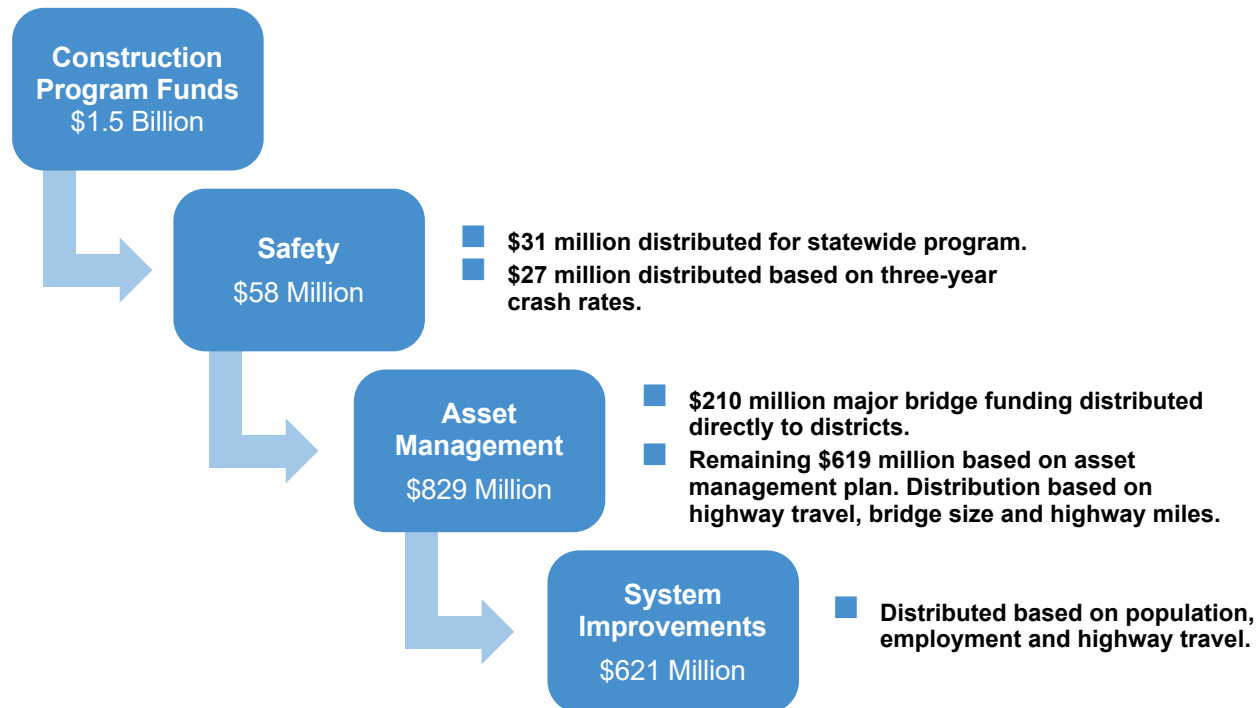 Construction
Program Funds
$1.5 Billion
Safety
$58 Million
$31 million distributed for statewide program.
$27 million distributed based on three-year
crash rates.
Asset
Management
$829 Million
$210 million major bridge funding distributed
directly to districts.
Remaining $619 million based on asset
management plan. Distribution based on
highway travel, bridge size and highway miles.
System
Improvements
$621 Million
Distributed based on population,
employment and highway travel.